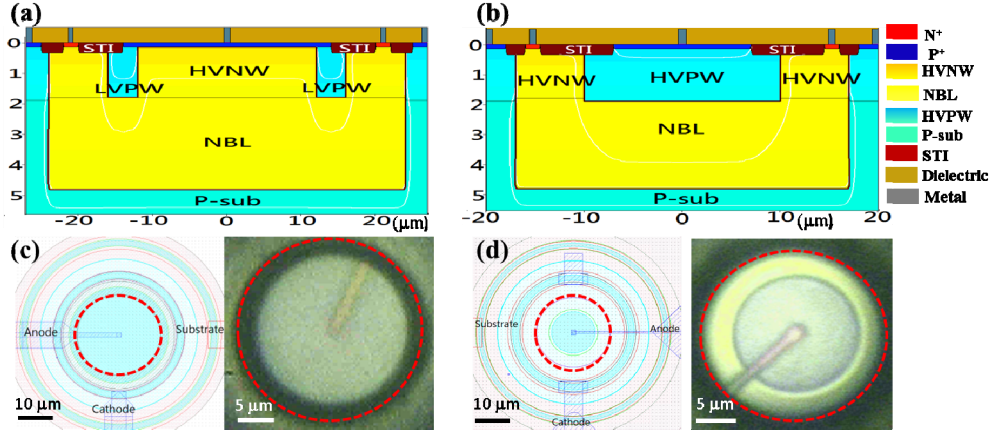 (a)
0
1
2
3
4
5
STI
STI
HVNW
LVPW
LVPW
NBL
P-sub
-20
-10
0
10
20
(μm)
(b)
0
1
2
3
4
5
STI
STI
HVNW
HVPW
HVNW
NBL
P-sub
-20
-10
0
10
20
(μm)
N+
P+
HVNW
NBL
HVPW
P-sub
STI
Dielectric
Metal
(c)
Anode
Substrate
Cathode
10 μm
5 μm
(d)
Substrate
Anode
Cathode
10 μm
5 μm